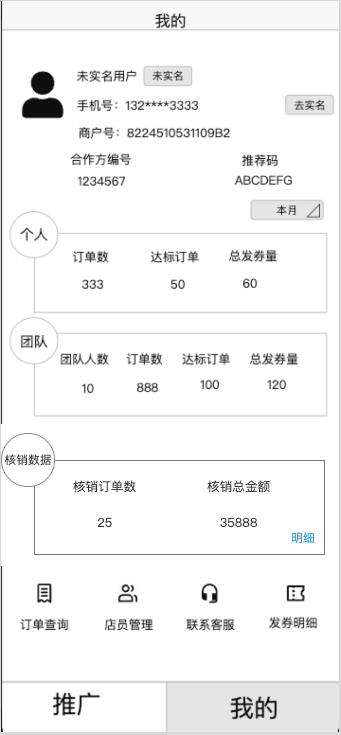 我的
未实名用户 未实名
手机号：132****3333 去实名
商户号：8224510531109B2
合作方编号 推荐码
1234567 ABCDEFG
本月
个人
订单数 达标订单 总发券量
333 50 60
团队
团队人数 订单数 达标订单 总发券量
10 888 100 120
核销数据
核销订单数 核销总金额
25 35888
明细
订单查询 店员管理 联系客服 发券明细
推广 我的